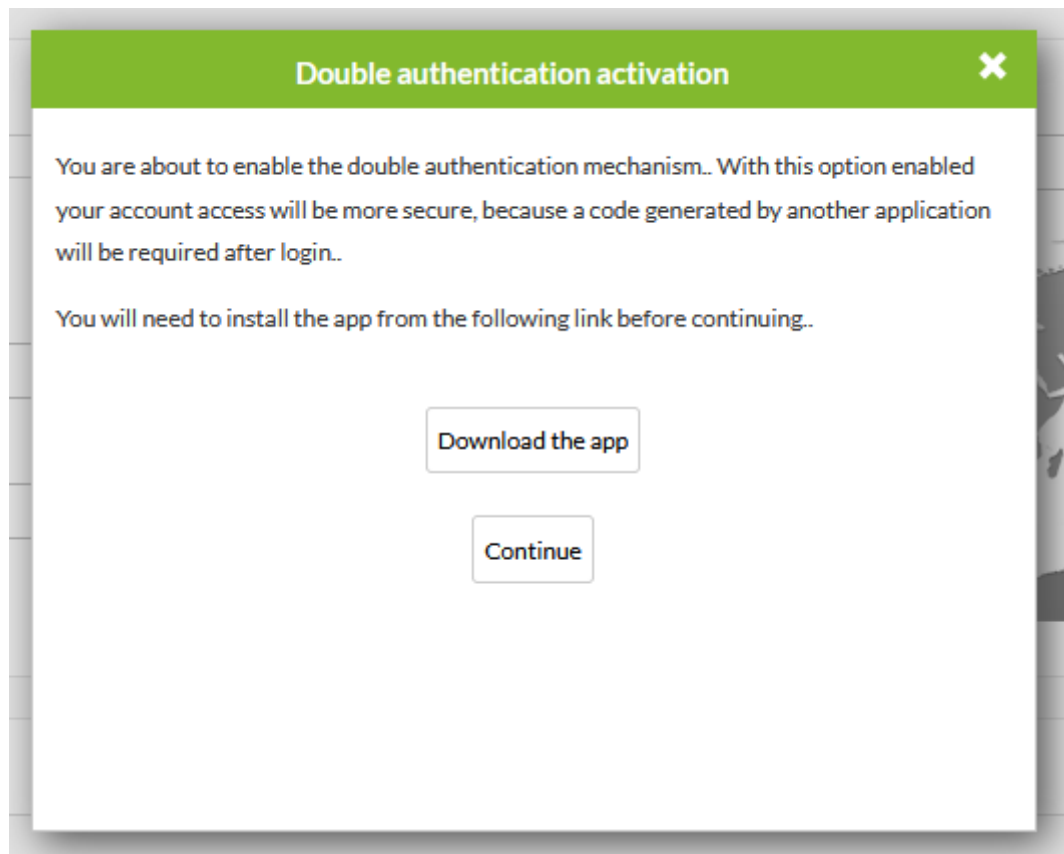 Double authentication activation
You are about to enable the double authentication mechanism.. With this option enabled
your account access will be more secure, because a code generated by another application
will be required after login..
You will need to install the app from the following link before continuing..
Download the app
Continue